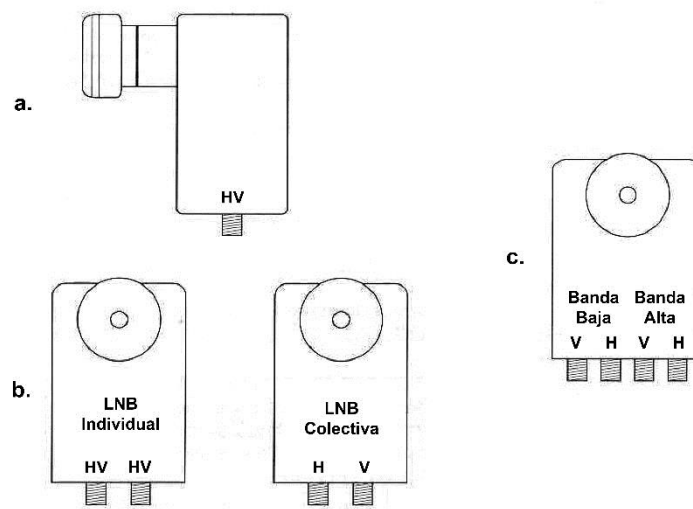 a.
HV
b.
LNB
Individual
HV HV
LNB
Colectiva
H V
c.
Banda Banda
Baja Alta
V H V H